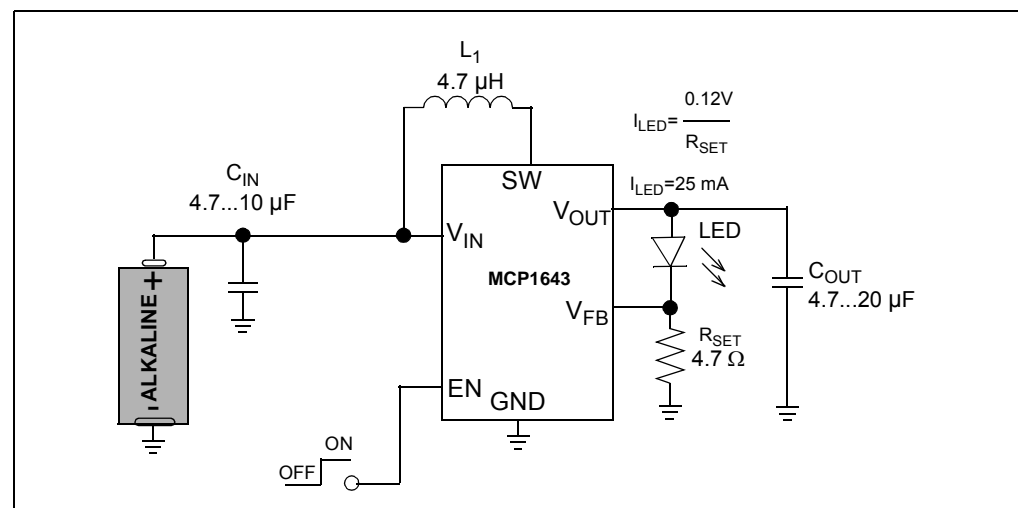 L1
4.7 µH
0.12V
ILED=
RSET
ILED=25 mA
CIN
4.7...10 µF
SW
VOUT
LED
VIN
MCP1643
COUT
4.7...20 µF
VFB
RSET
4.7 Ω
- ALKALINE +
EN
GND
ON
OFF